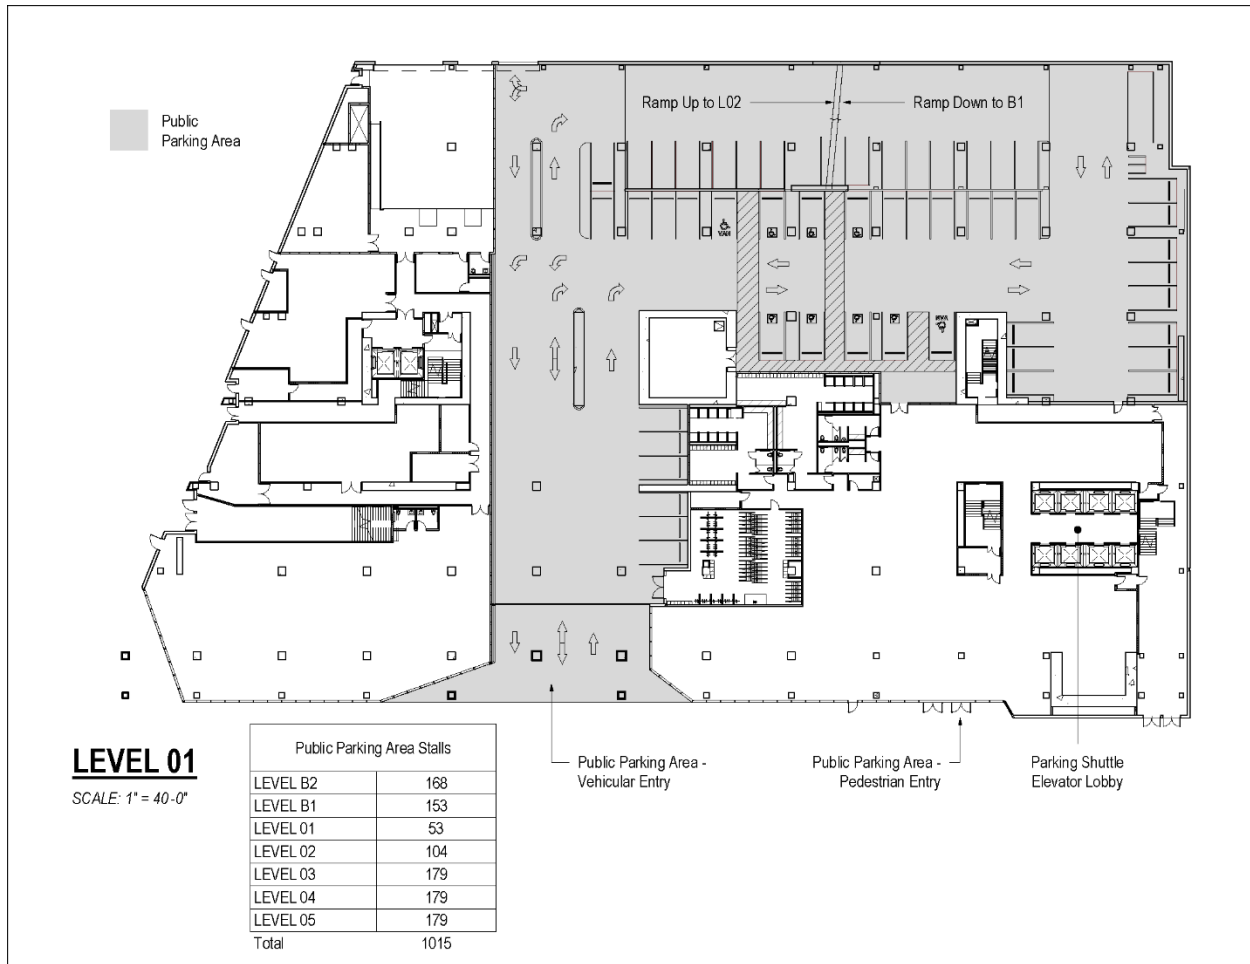 Public
Parking Area
Ramp Up to L02
Ramp Down to B1
VAN
VAN
LEVEL 01
SCALE: 1" = 40-0"
Public Parking Area Stalls
LEVEL B2 168
LEVEL B1 153
LEVEL 01 53
LEVEL 02 104
LEVEL 03 179
LEVEL 04 179
LEVEL 05 179
Total 1015
Public Parking Area -
Vehicular Entry
Public Parking Area -
Pedestrian Entry
Parking Shuttle
Elevator Lobby